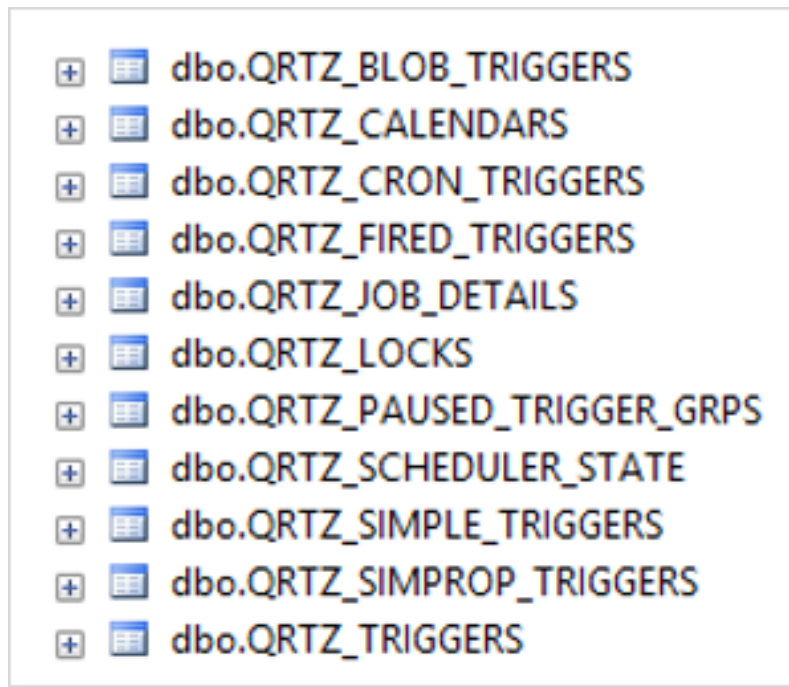 dbo.QRTZ_BLOB_TRIGGERS
dbo.QRTZ_CALENDARS
dbo.QRTZ_CRON_TRIGGERS
dbo.QRTZ_FIRED_TRIGGERS
dbo.QRTZ_JOB_DETAILS
dbo.QRTZ_LOCKS
dbo.QRTZ_PAUSED_TRIGGER_GRPS
dbo.QRTZ_SCHEDULER_STATE
dbo.QRTZ_SIMPLE_TRIGGERS
dbo.QRTZ_SIMPROP_TRIGGERS
dbo.QRTZ_TRIGGERS